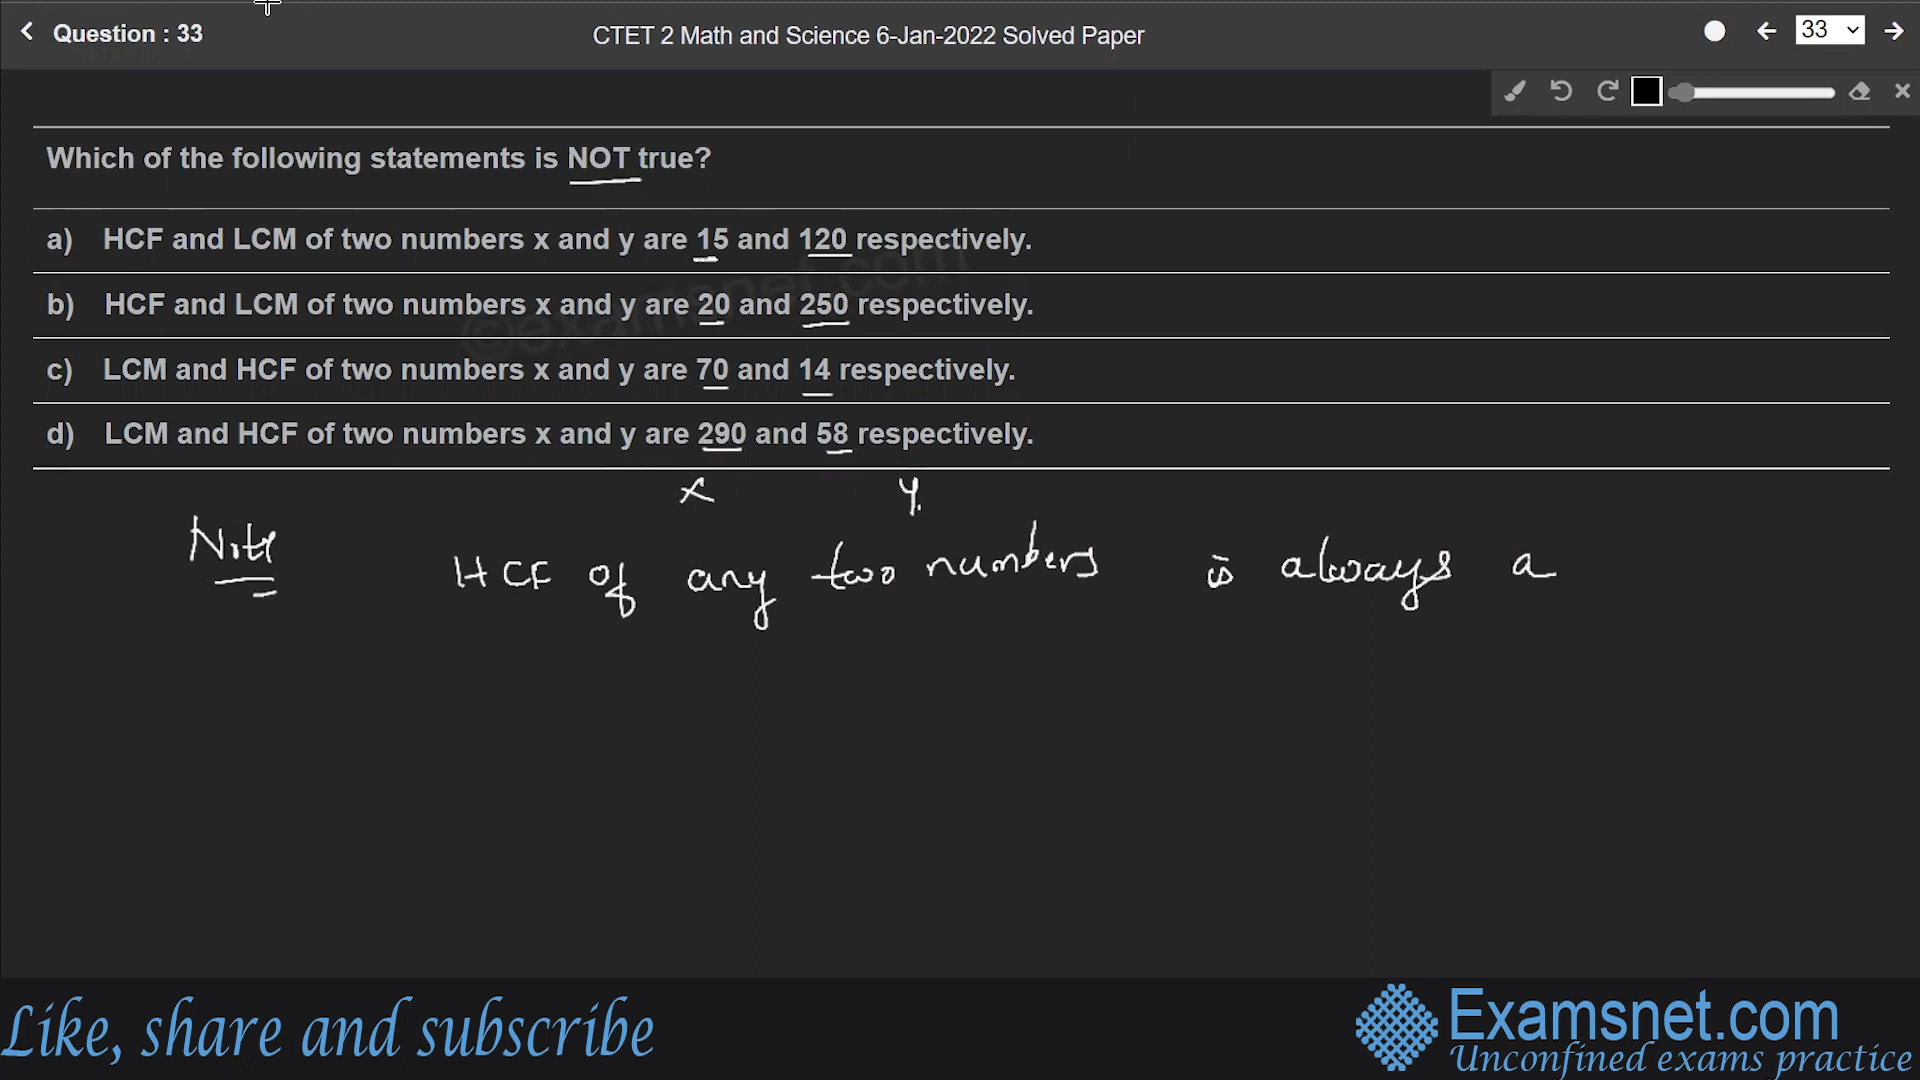 Question : 33
CTET 2 Math and Science 6-Jan-2022 Solved Paper
33
Which of the following statements is NOT true?
a) HCF and LCM of two numbers x and y are 15 and 120 respectively.
b) HCF and LCM of two numbers x and y are 20 and 250 respectively.
©examsnet.com
c) LCM and HCF of two numbers x and y are 70 and 14 respectively.
d) LCM and HCF of two numbers x and y are 290 and 58 respectively.
x y
Note HCF of any two numbers is always a
Like, share and subscribe
Examsnet.com
Unconfined exams practice